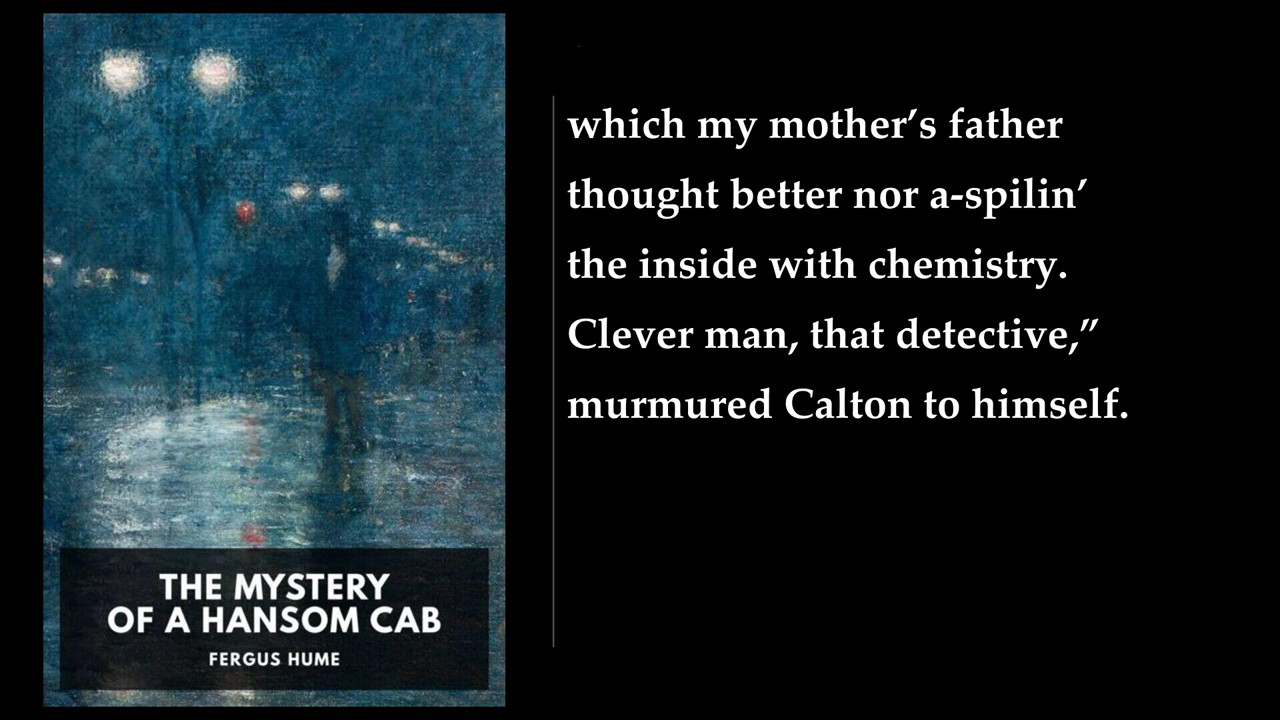 which my mother’s father
thought better nor a-spilin’
the inside with chemistry.
Clever man, that detective,”
murmured Calton to himself.
THE MYSTERY
OF A HANSOM CAB
FERGUS HUME